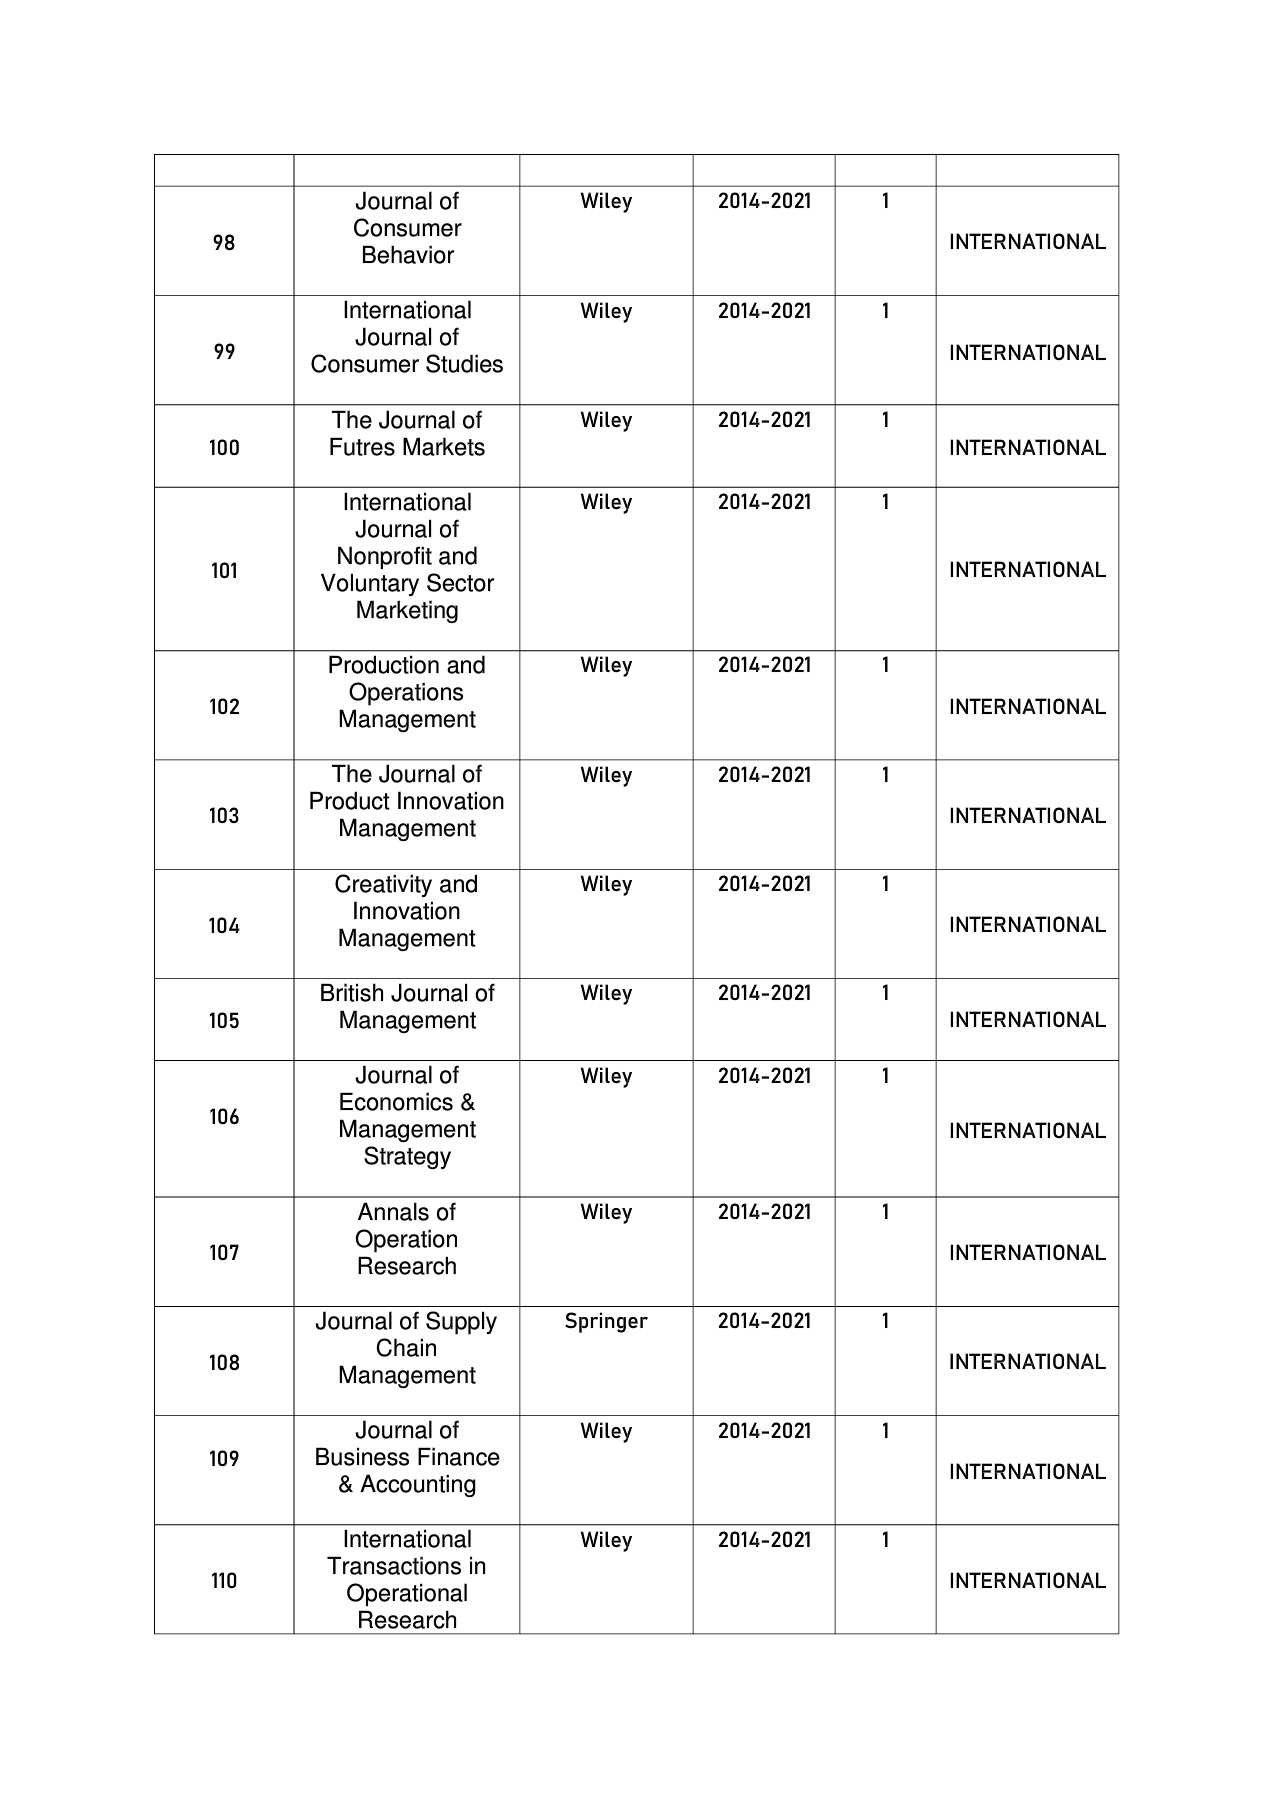 98
Journal of
Consumer
Behavior
Wiley
2014-2021
1
INTERNATIONAL
99
International
Journal of
Consumer Studies
Wiley
2014-2021
1
INTERNATIONAL
100
The Journal of
Futres Markets
Wiley
2014-2021
1
INTERNATIONAL
101
International
Journal of
Nonprofit and
Voluntary Sector
Marketing
Wiley
2014-2021
1
INTERNATIONAL
102
Production and
Operations
Management
Wiley
2014-2021
1
INTERNATIONAL
103
The Journal of
Product Innovation
Management
Wiley
2014-2021
1
INTERNATIONAL
104
Creativity and
Innovation
Management
Wiley
2014-2021
1
INTERNATIONAL
105
British Journal of
Management
Wiley
2014-2021
1
INTERNATIONAL
106
Journal of
Economics &
Management
Strategy
Wiley
2014-2021
1
INTERNATIONAL
107
Annals of
Operation
Research
Wiley
2014-2021
1
INTERNATIONAL
108
Journal of Supply
Chain
Management
Springer
2014-2021
1
INTERNATIONAL
109
Journal of
Business Finance
& Accounting
Wiley
2014-2021
1
INTERNATIONAL
110
International
Transactions in
Operational
Research
Wiley
2014-2021
1
INTERNATIONAL